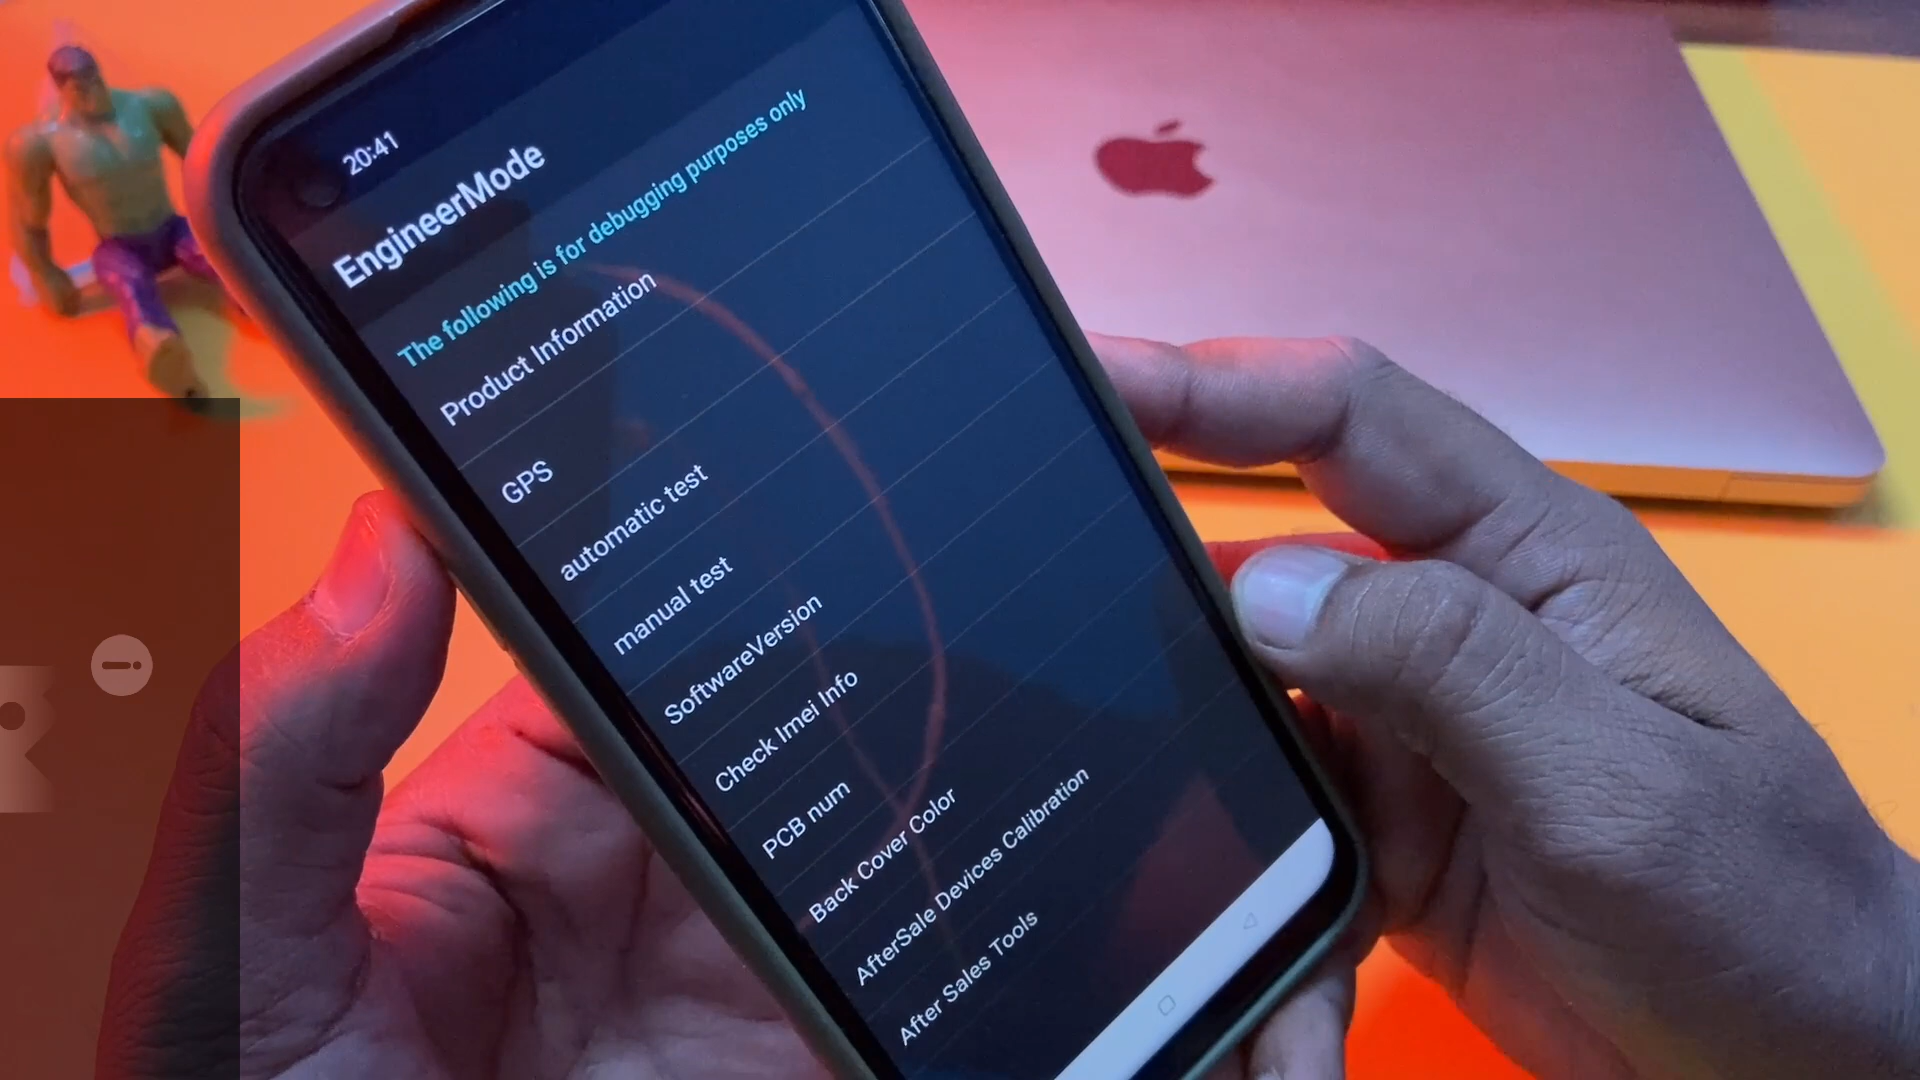 20:41
EngineerMode
The following is for debugging purposes only
Product Information
GPS
automatic test
manual test
SoftwareVersion
Check Imei Info
PCB num
Back Cover Color
AfterSale Devices Calibration
After Sales Tools